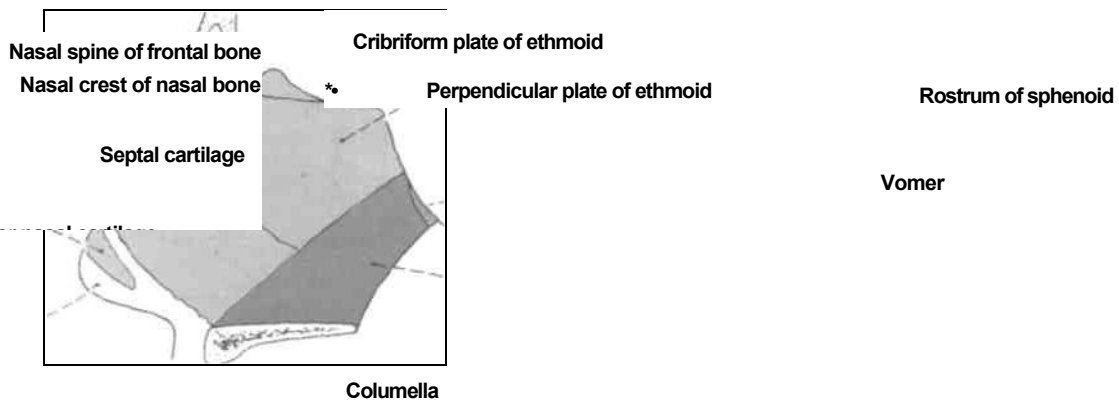 Nasal spine of frontal bone
Cribriform plate of ethmoid
Nasal crest of nasal bone
Perpendicular plate of ethmoid
Rostrum of sphenoid
Septal cartilage
Vomer
Columella